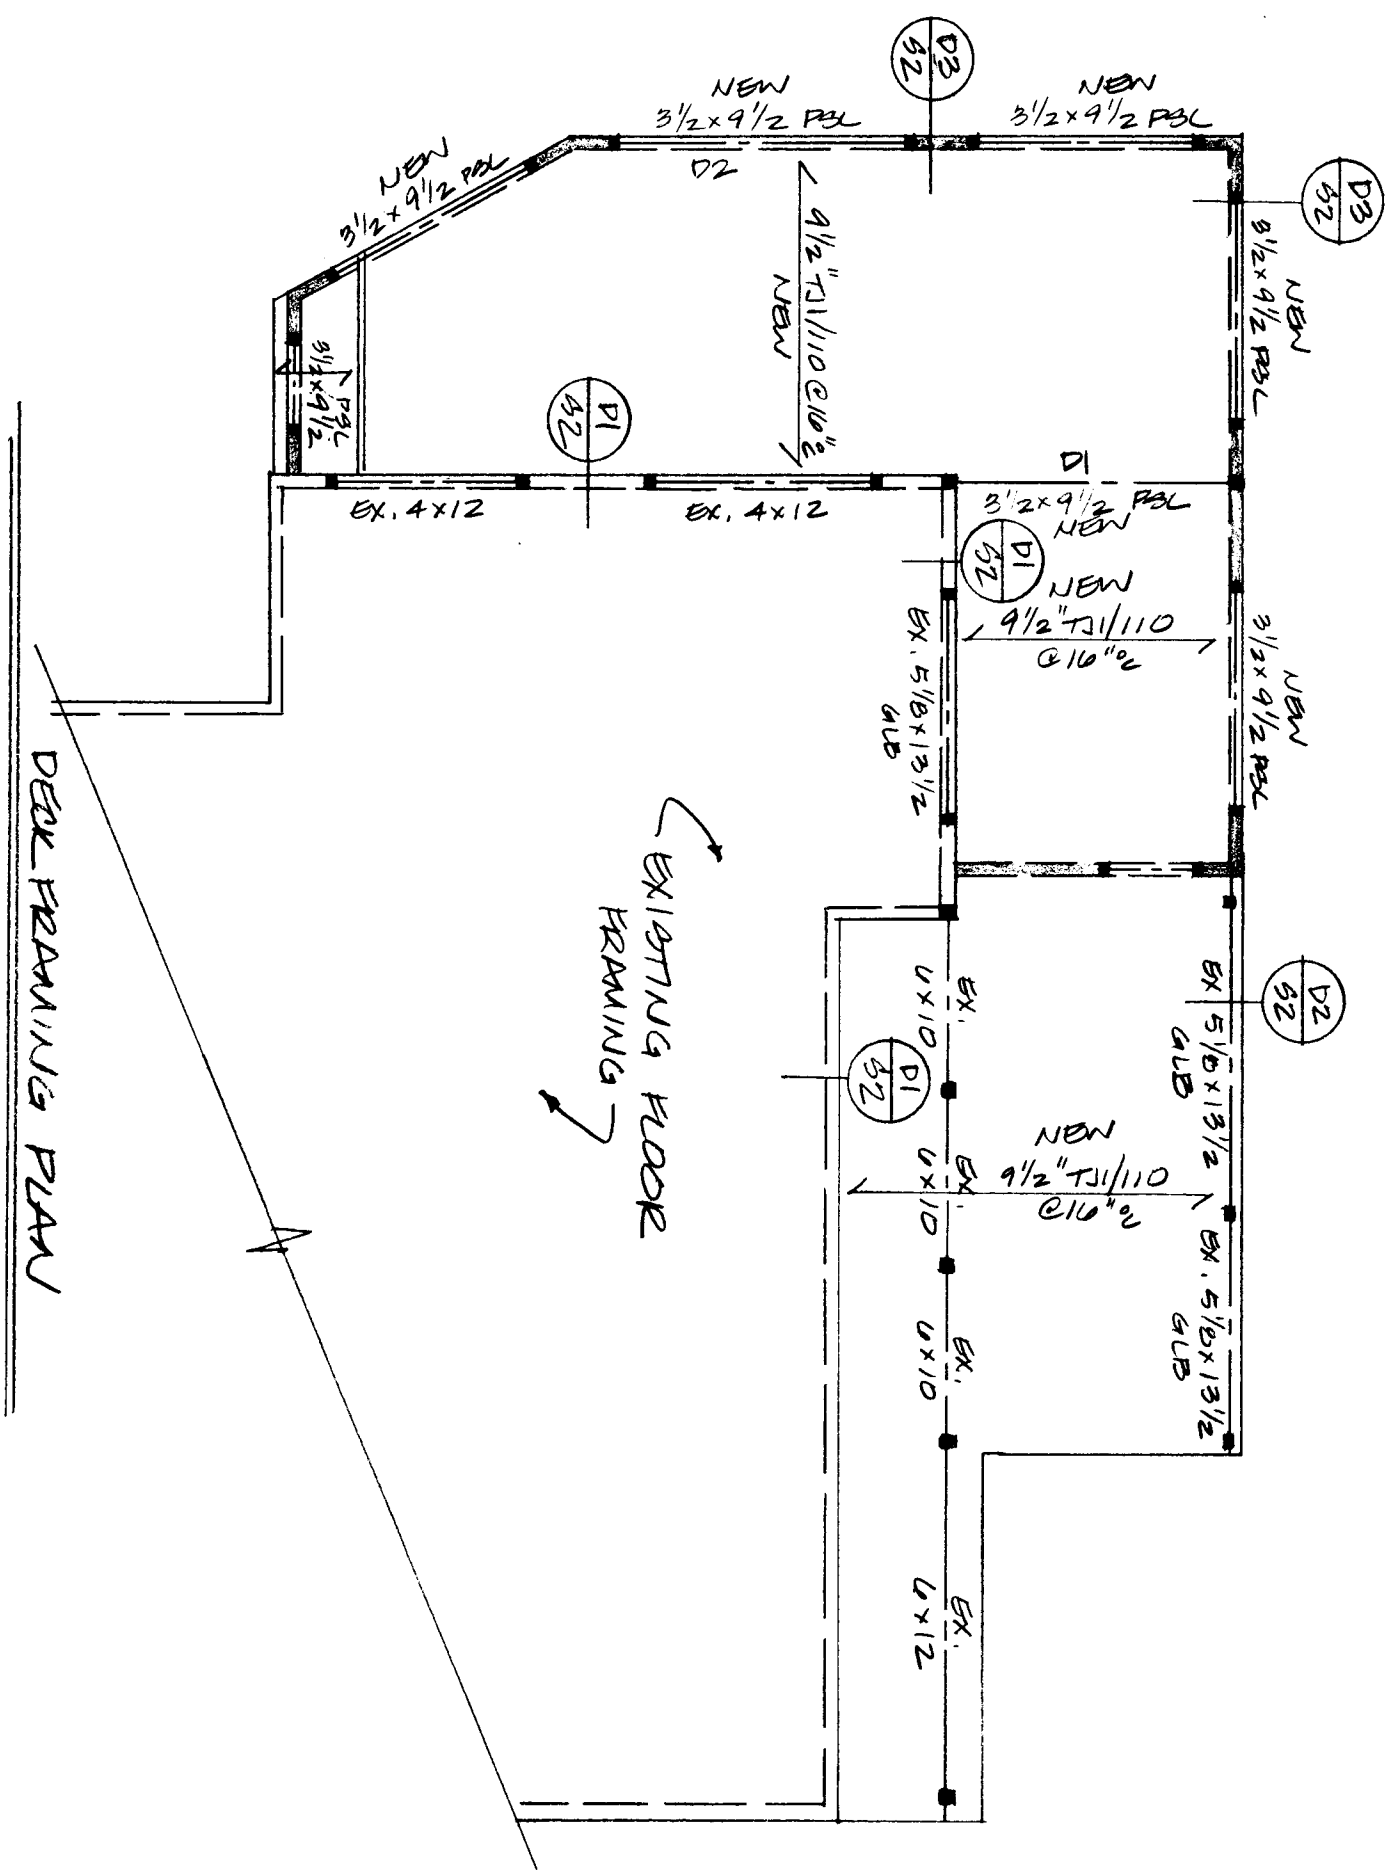 D3
S2
NEW
3 1/2 x 9 1/2 PSL
NEW
3 1/2 x 9 1/2 PSL
D2
NEW
3 1/2 x 9 1/2 PSL
D3
S2
NEW
3 1/2 x 9 1/2 PSL
9 1/2" TJI/110 @ 16" o/c
NEW
3 1/2 x 9 1/2
PSL
D1
S2
EX. 4x12
EX. 4x12
D1
3 1/2 x 9 1/2 PSL
NEW
D1
S2
NEW
9 1/2" TJI/110
@ 16" o/c
EX. 5 1/8 x 13 1/2
GLB
NEW
3 1/2 x 9 1/2 PSL
EXISTING FLOOR
FRAMING
EX.
6x10
D2
S2
EX 5 1/8 x 13 1/2
GLB
D1
S2
NEW
9 1/2" TJI/110
@ 16" o/c
EX.
6x10
EX. 5 1/8 x 13 1/2
GLB
EX.
6x10
EX.
6x12
DECK FRAMING PLAN